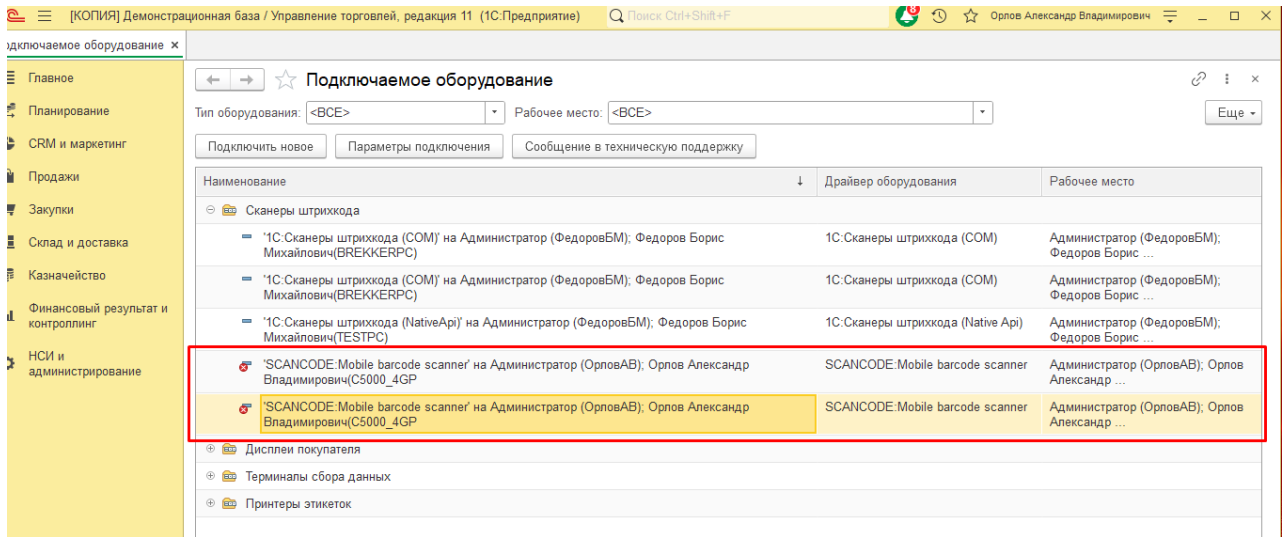 [КОПИЯ] Демонстрационная база / Управление торговлей, редакция 11 (1С:Предприятие)
Поиск Ctrl+Shift+F
8
Орлов Александр Владимирович
одключаемое оборудование ×
Главное
Планирование
CRM и маркетинг
Продажи
Закупки
Склад и доставка
Казначейство
Финансовый результат и
контроллинг
НСИ и
администрирование
Подключаемое оборудование
Тип оборудования: <ВСЕ>
Рабочее место: <ВСЕ>
Еще
Подключить новое
Параметры подключения
Сообщение в техническую поддержку
Наименование ↓
Драйвер оборудования
Рабочее место
Сканеры штрихкода
'1С:Сканеры штрихкода (COM)' на Администратор (ФедоровБМ); Федоров Борис
Михайлович(BREKKERPC)
1С:Сканеры штрихкода (COM)
Администратор (ФедоровБМ);
Федоров Борис ...
'1С:Сканеры штрихкода (COM)' на Администратор (ФедоровБМ); Федоров Борис
Михайлович(BREKKERPC)
1С:Сканеры штрихкода (COM)
Администратор (ФедоровБМ);
Федоров Борис ...
'1С:Сканеры штрихкода (NativeApi)' на Администратор (ФедоровБМ); Федоров Борис
Михайлович(TESTPC)
1С:Сканеры штрихкода (Native Api)
Администратор (ФедоровБМ);
Федоров Борис ...
'SCANCODE:Mobile barcode scanner' на Администратор (ОрловАВ); Орлов Александр
Владимирович(C5000_4GP
SCANCODE:Mobile barcode scanner
Администратор (ОрловАВ); Орлов
Александр ...
'SCANCODE:Mobile barcode scanner' на Администратор (ОрловАВ); Орлов Александр
Владимирович(C5000_4GP
SCANCODE:Mobile barcode scanner
Администратор (ОрловАВ); Орлов
Александр ...
Дисплеи покупателя
Терминалы сбора данных
Принтеры этикеток